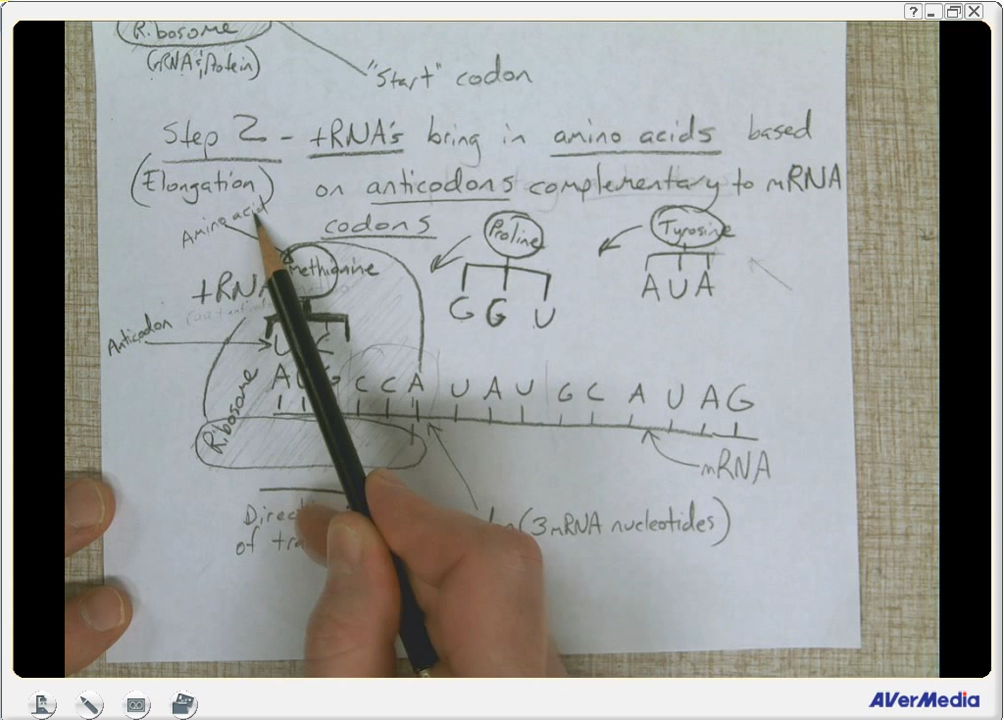 Ribosome
(rRNA & Protein)
"Start" codon
Step 2 - tRNA's bring in amino acids based
(Elongation) on anticodons complementary to mRNA
codons
Amino acid
Proline
Tyrosine
methionine
tRNA
G G U
A U A
Anticodon
U C
A U G C C A U A U G C A U A G
Ribosome
mRNA
(3 mRNA nucleotides)
of
AVerMedia